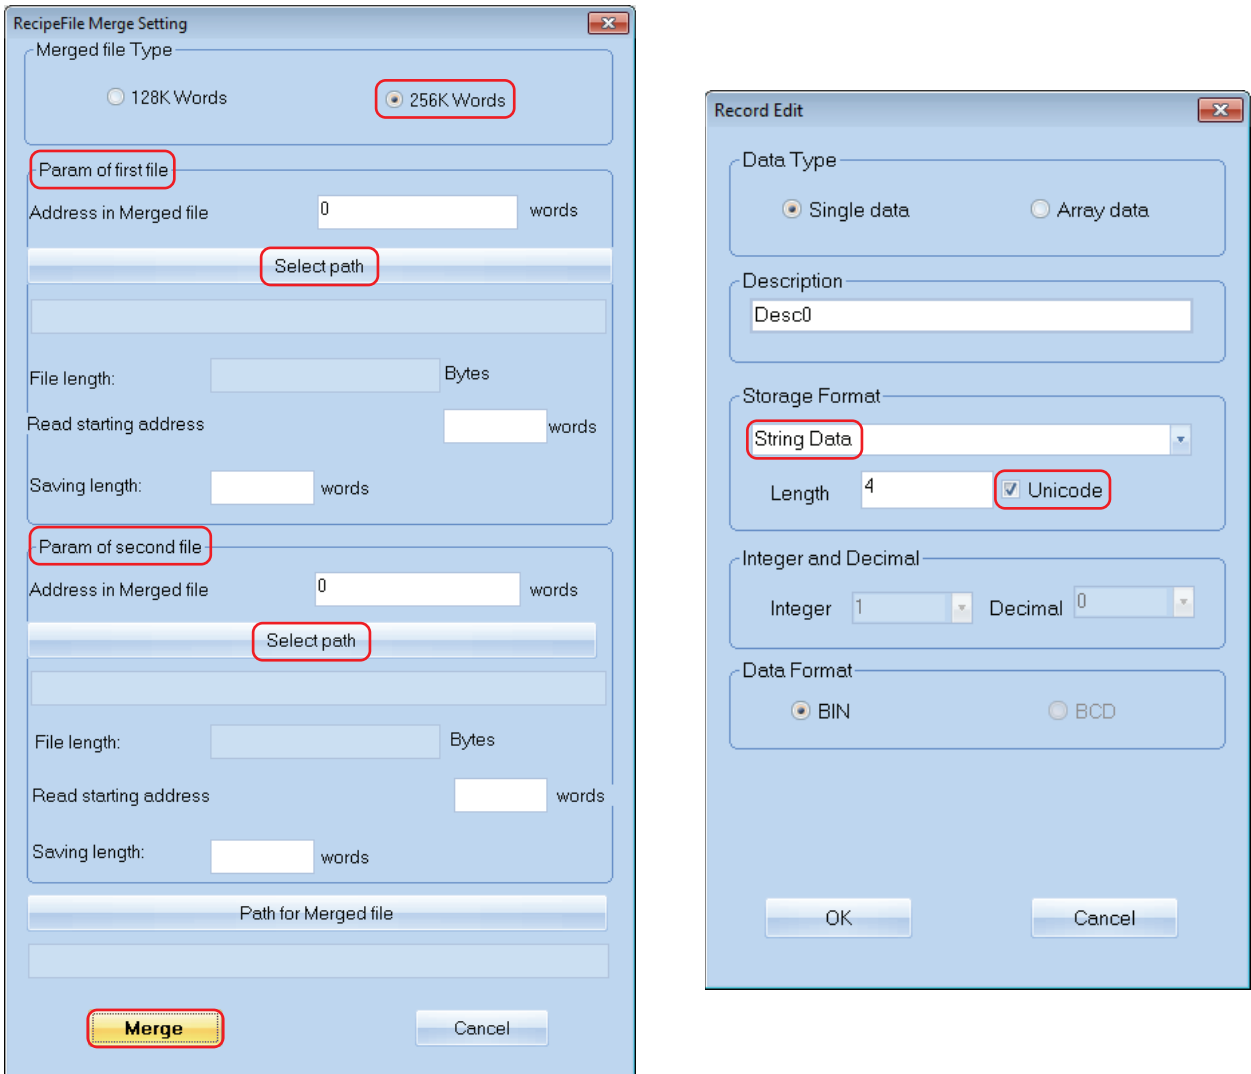 RecipeFile Merge Setting
Merged file Type
128K Words
256K Words
Param of first file
Address in Merged file 0 words
Select path
File length: Bytes
Read starting address words
Saving length: words
Param of second file
Address in Merged file 0 words
Select path
File length: Bytes
Read starting address words
Saving length: words
Path for Merged file
Merge Cancel
Record Edit
Data Type
Single data Array data
Description
Desc0
Storage Format
String Data
Length 4 Unicode
Integer and Decimal
Integer 1 Decimal 0
Data Format
BIN BCD
OK Cancel